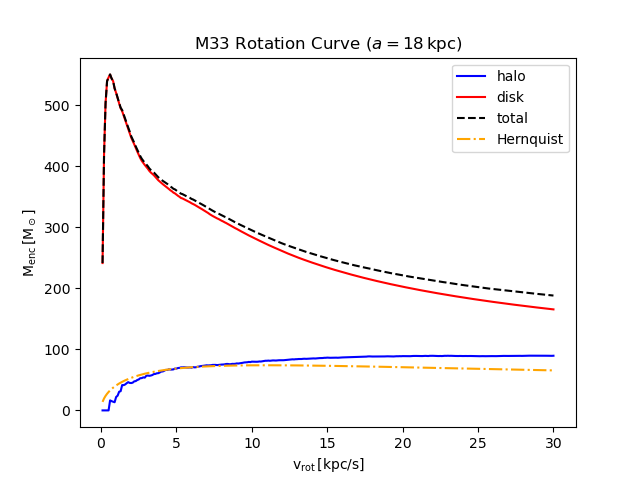 M33 Rotation Curve (a = 18 kpc)
halo
disk
total
Hernquist
M_enc [M_⊙]
500
400
300
200
100
0
0 5 10 15 20 25 30
v_rot [kpc/s]